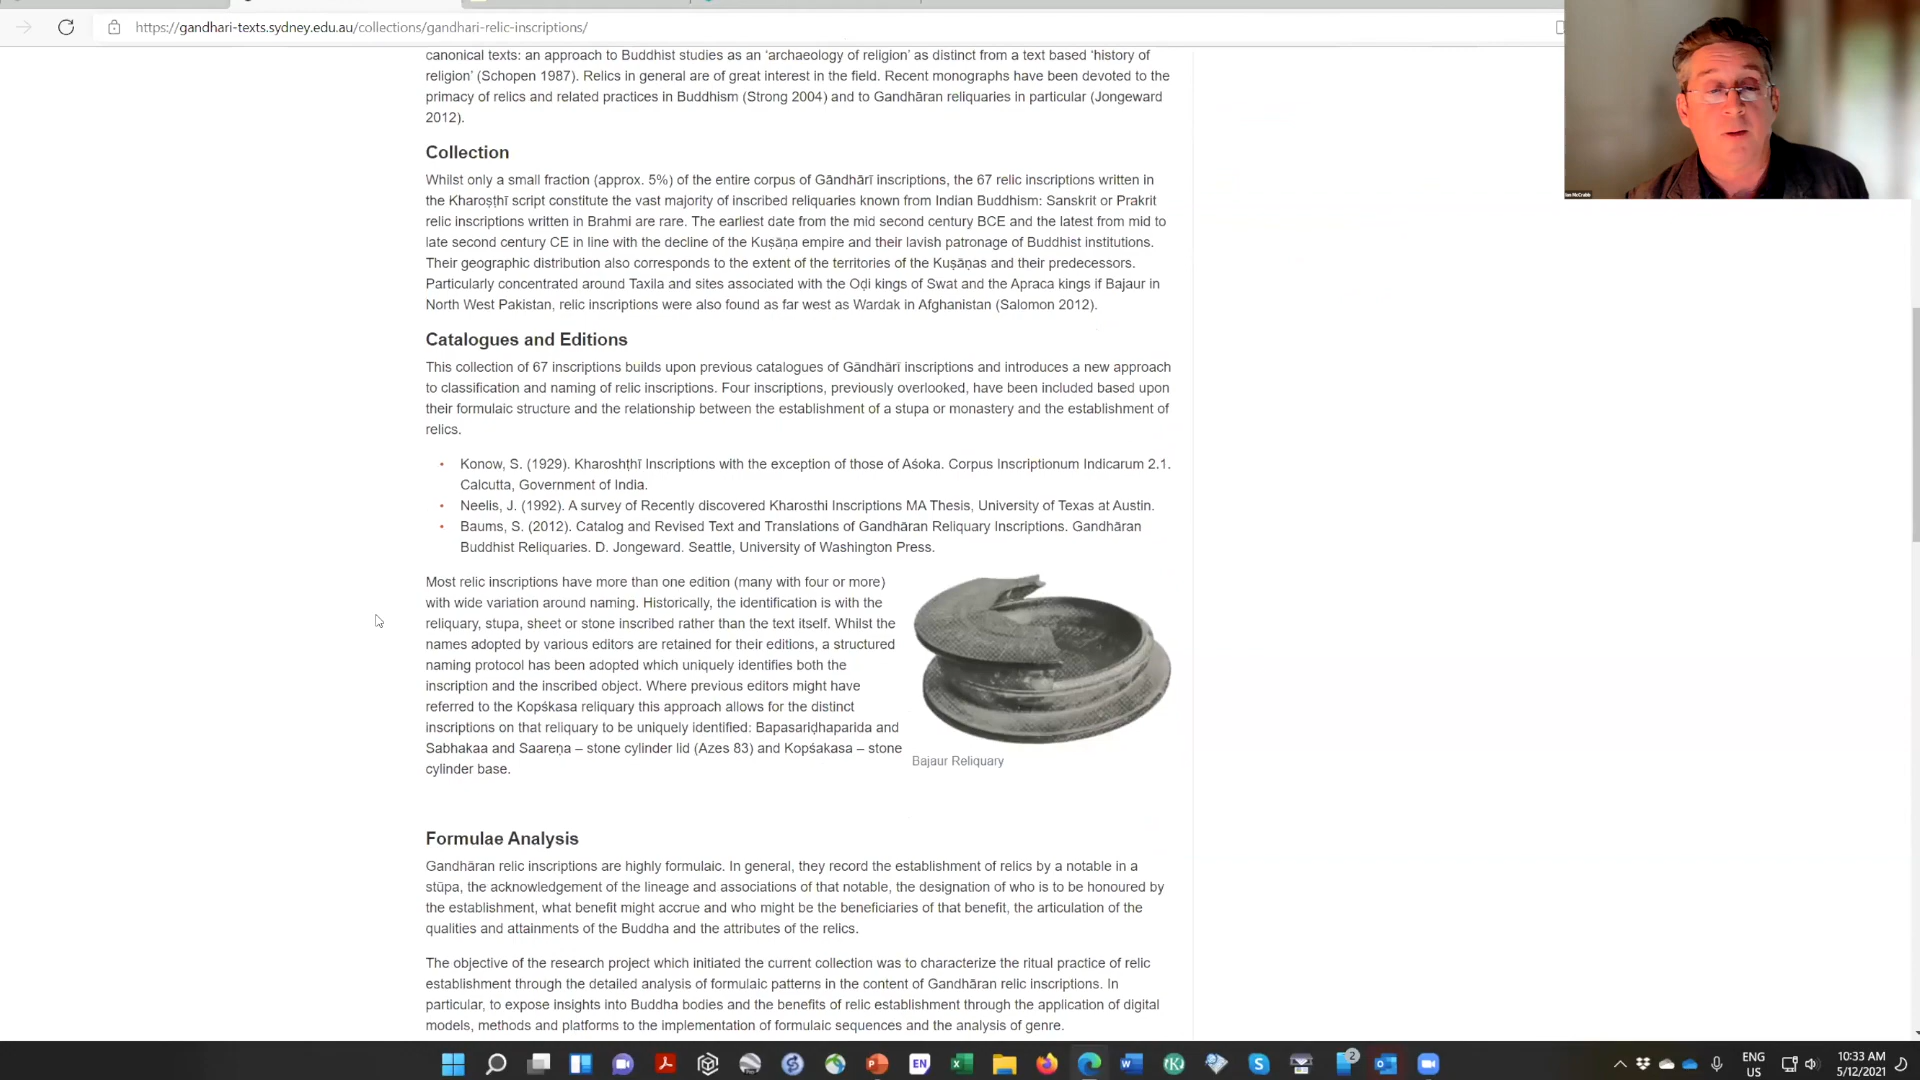 https://gandhari-texts.sydney.edu.au/collections/gandhari-relic-inscriptions/
canonical texts: an approach to Buddhist studies as an ‘archaeology of religion’ as distinct from a text based ‘history of
religion’ (Schopen 1987). Relics in general are of great interest in the field. Recent monographs have been devoted to the
primacy of relics and related practices in Buddhism (Strong 2004) and to Gandhāran reliquaries in particular (Jongeward
2012).
Collection
Whilst only a small fraction (approx. 5%) of the entire corpus of Gāndhārī inscriptions, the 67 relic inscriptions written in
the Kharoṣṭhī script constitute the vast majority of inscribed reliquaries known from Indian Buddhism: Sanskrit or Prakrit
relic inscriptions written in Brahmi are rare. The earliest date from the mid second century BCE and the latest from mid to
late second century CE in line with the decline of the Kuṣāṇa empire and their lavish patronage of Buddhist institutions.
Their geographic distribution also corresponds to the extent of the territories of the Kuṣāṇas and their predecessors.
Particularly concentrated around Taxila and sites associated with the Oḍi kings of Swat and the Apraca kings if Bajaur in
North West Pakistan, relic inscriptions were also found as far west as Wardak in Afghanistan (Salomon 2012).
Catalogues and Editions
This collection of 67 inscriptions builds upon previous catalogues of Gāndhārī inscriptions and introduces a new approach
to classification and naming of relic inscriptions. Four inscriptions, previously overlooked, have been included based upon
their formulaic structure and the relationship between the establishment of a stupa or monastery and the establishment of
relics.
• Konow, S. (1929). Kharoshṭhī Inscriptions with the exception of those of Aśoka. Corpus Inscriptionum Indicarum 2.1.
Calcutta, Government of India.
• Neelis, J. (1992). A survey of Recently discovered Kharosthi Inscriptions MA Thesis, University of Texas at Austin.
• Baums, S. (2012). Catalog and Revised Text and Translations of Gandhāran Reliquary Inscriptions. Gandhāran
Buddhist Reliquaries. D. Jongeward. Seattle, University of Washington Press.
Most relic inscriptions have more than one edition (many with four or more)
with wide variation around naming. Historically, the identification is with the
reliquary, stupa, sheet or stone inscribed rather than the text itself. Whilst the
names adopted by various editors are retained for their editions, a structured
naming protocol has been adopted which uniquely identifies both the
inscription and the inscribed object. Where previous editors might have
referred to the Kopśkasa reliquary this approach allows for the distinct
inscriptions on that reliquary to be uniquely identified: Bapasariḍhaparida and
Sabhakaa and Saareṇa – stone cylinder lid (Azes 83) and Kopśakasa – stone
cylinder base.
Bajaur Reliquary
Formulae Analysis
Gandhāran relic inscriptions are highly formulaic. In general, they record the establishment of relics by a notable in a
stūpa, the acknowledgement of the lineage and associations of that notable, the designation of who is to be honoured by
the establishment, what benefit might accrue and who might be the beneficiaries of that benefit, the articulation of the
qualities and attainments of the Buddha and the attributes of the relics.
The objective of the research project which initiated the current collection was to characterize the ritual practice of relic
establishment through the detailed analysis of formulaic patterns in the content of Gandhāran relic inscriptions. In
particular, to expose insights into Buddha bodies and the benefits of relic establishment through the application of digital
models, methods and platforms to the implementation of formulaic sequences and the analysis of genre.
EN
2
ENG
US
10:33 AM
5/12/2021